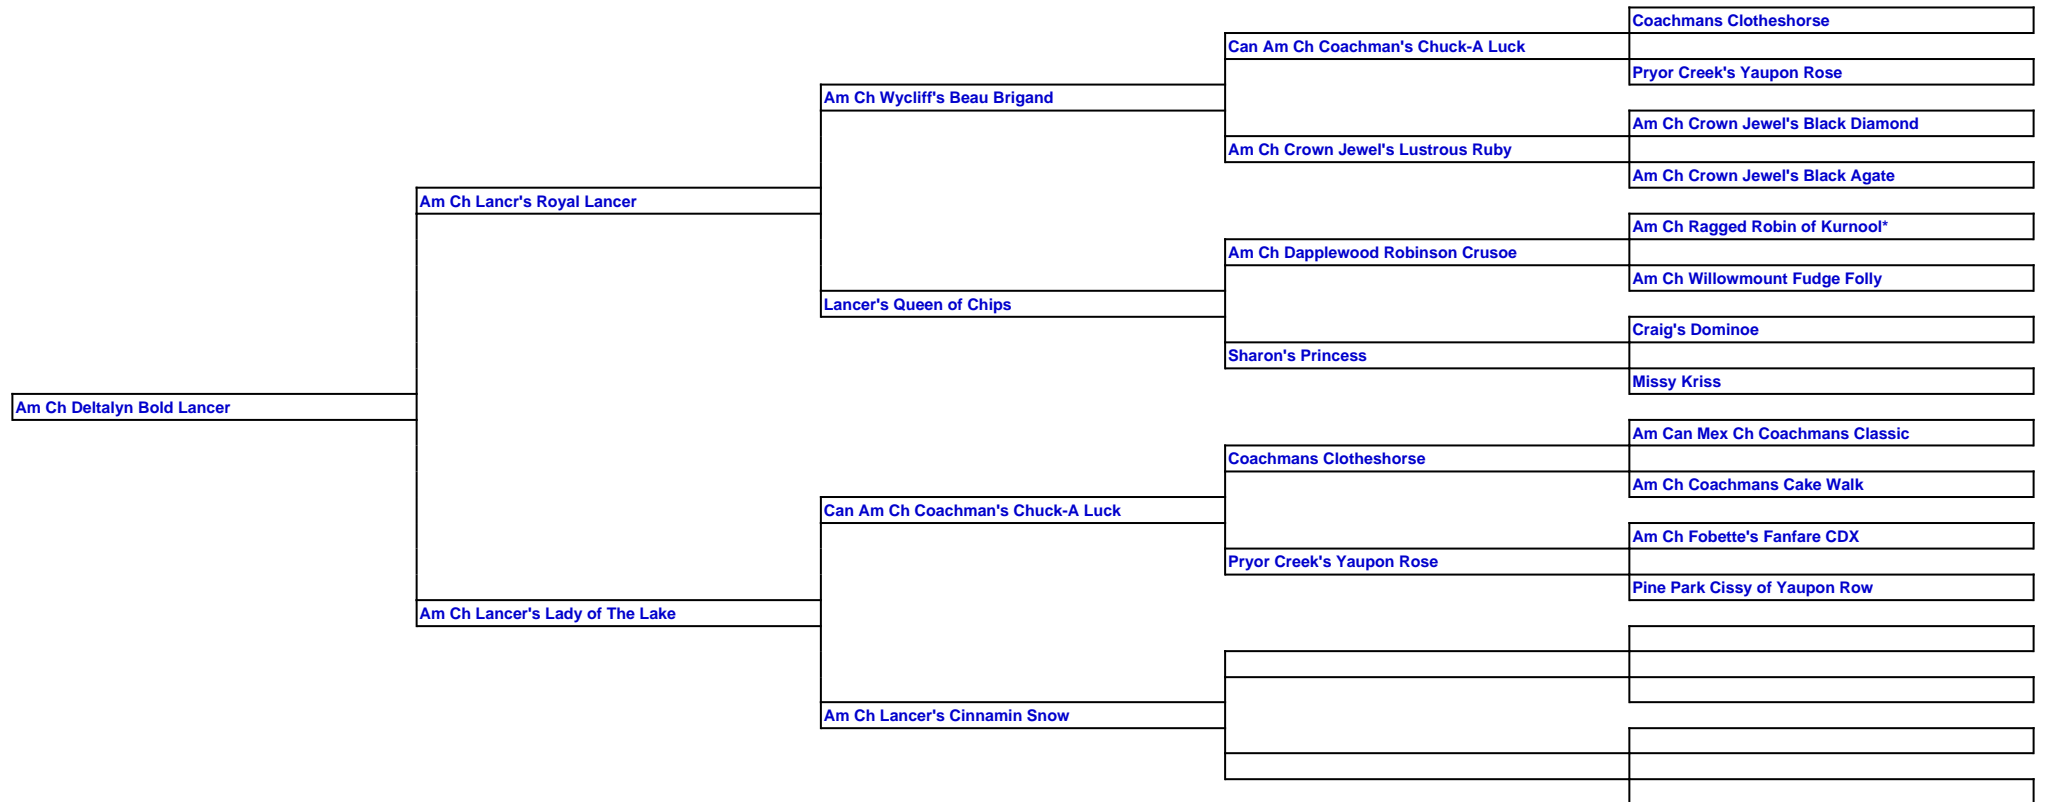 Coachmans Clotheshorse
Can Am Ch Coachman's Chuck-A Luck
Pryor Creek's Yaupon Rose
Am Ch Wycliff's Beau Brigand
Am Ch Crown Jewel's Black Diamond
Am Ch Crown Jewel's Lustrous Ruby
Am Ch Crown Jewel's Black Agate
Am Ch Lancr's Royal Lancer
Am Ch Ragged Robin of Kurnool*
Am Ch Dapplewood Robinson Crusoe
Am Ch Willowmount Fudge Folly
Lancer's Queen of Chips
Craig's Dominoe
Sharon's Princess
Missy Kriss
Am Ch Deltalyn Bold Lancer
Am Can Mex Ch Coachmans Classic
Coachmans Clotheshorse
Am Ch Coachmans Cake Walk
Can Am Ch Coachman's Chuck-A Luck
Am Ch Fobette's Fanfare CDX
Pryor Creek's Yaupon Rose
Pine Park Cissy of Yaupon Row
Am Ch Lancer's Lady of The Lake
Am Ch Lancer's Cinnamin Snow